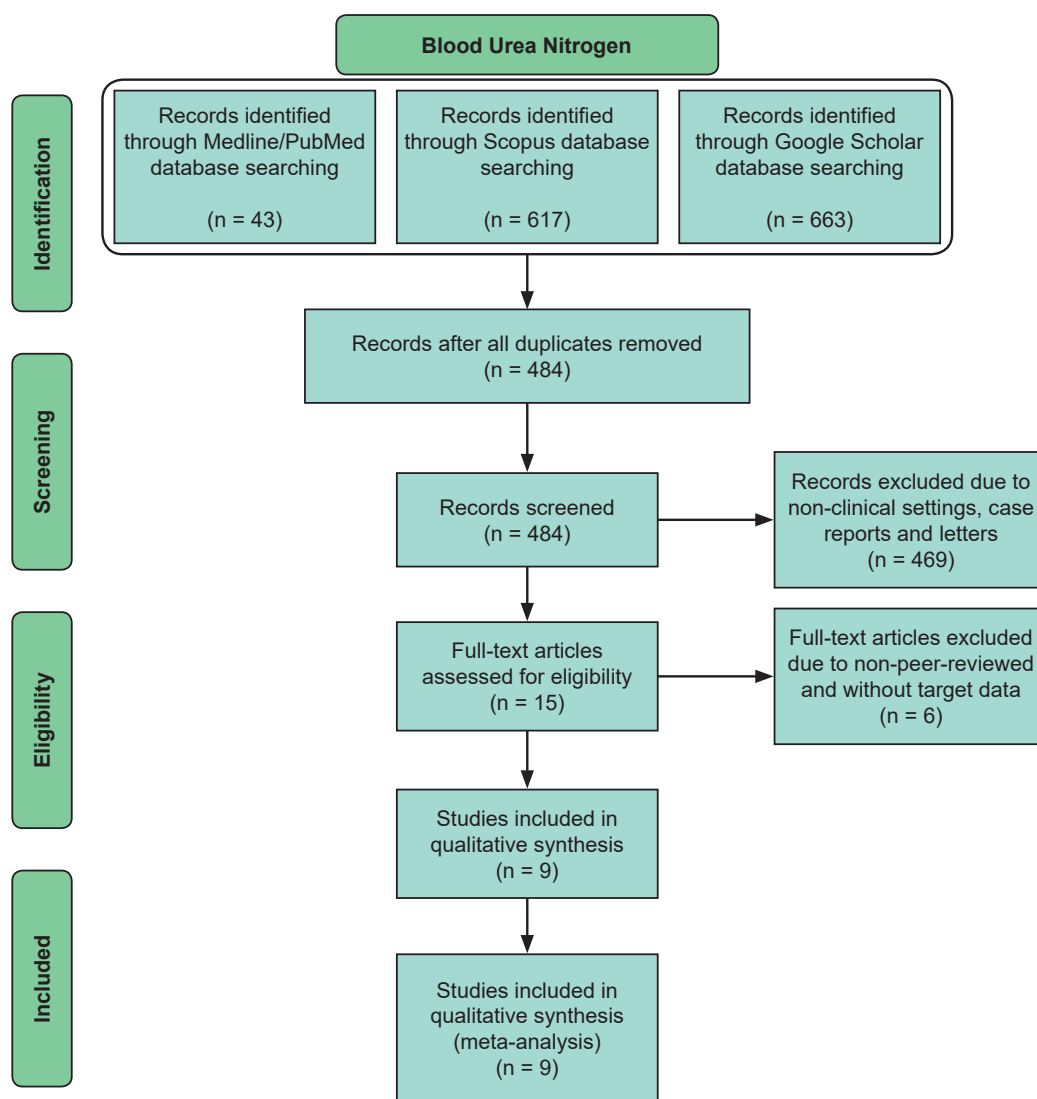 Blood Urea Nitrogen
Identification
Records identified
through Medline/PubMed
database searching
(n = 43)
Records identified
through Scopus database
searching
(n = 617)
Records identified
through Google Scholar
database searching
(n = 663)
Records after all duplicates removed
(n = 484)
Screening
Records screened
(n = 484)
Records excluded due to
non-clinical settings, case
reports and letters
(n = 469)
Eligibility
Full-text articles
assessed for eligibility
(n = 15)
Full-text articles excluded
due to non-peer-reviewed
and without target data
(n = 6)
Studies included in
qualitative synthesis
(n = 9)
Included
Studies included in
qualitative synthesis
(meta-analysis)
(n = 9)